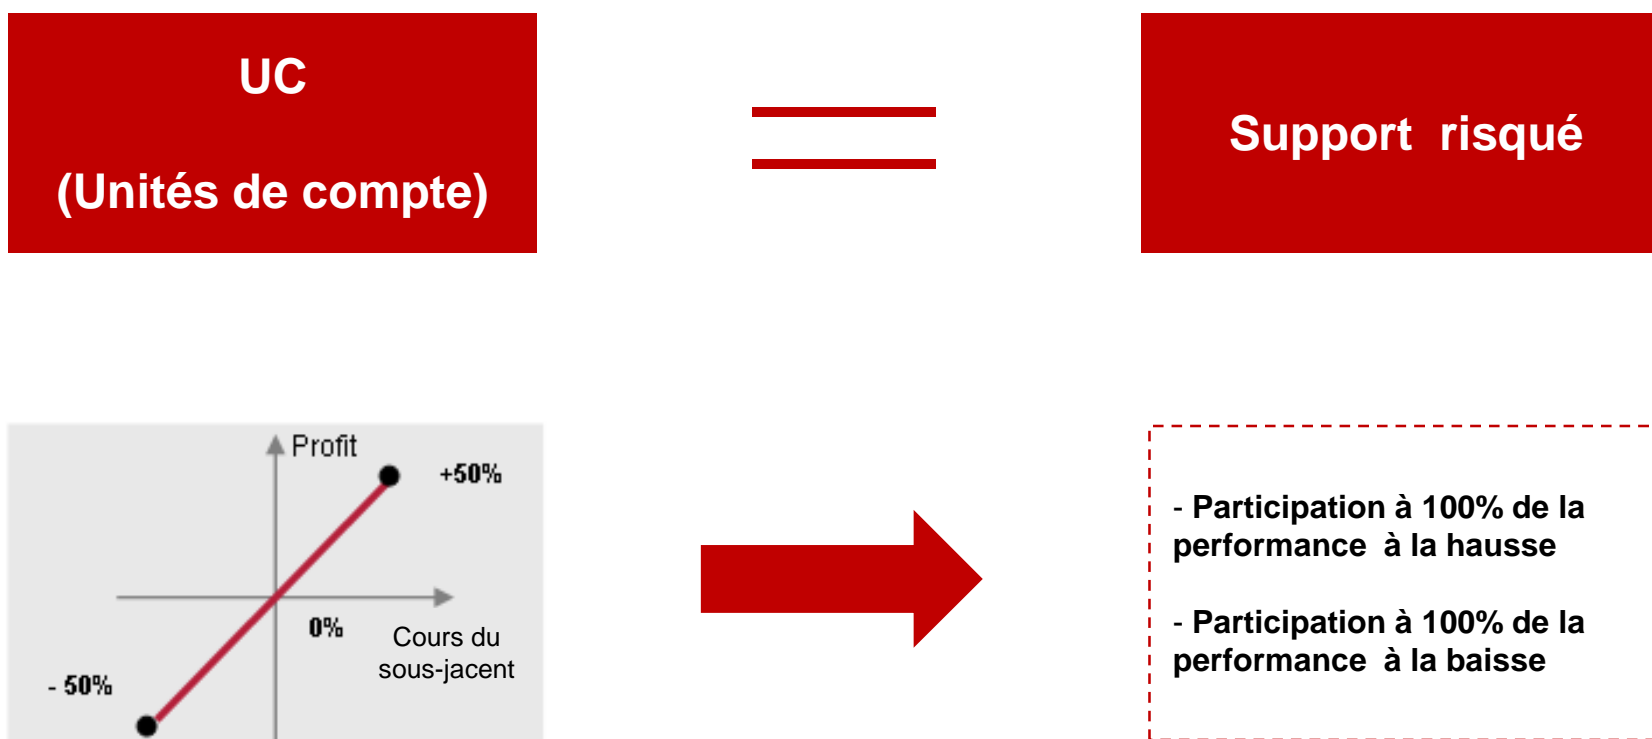 UC
(Unités de compte)
Support  risqué
Profit
+50%
0%
Cours du
sous-jacent
- 50%
- Participation à 100% de la
performance  à la hausse
- Participation à 100% de la
performance  à la baisse